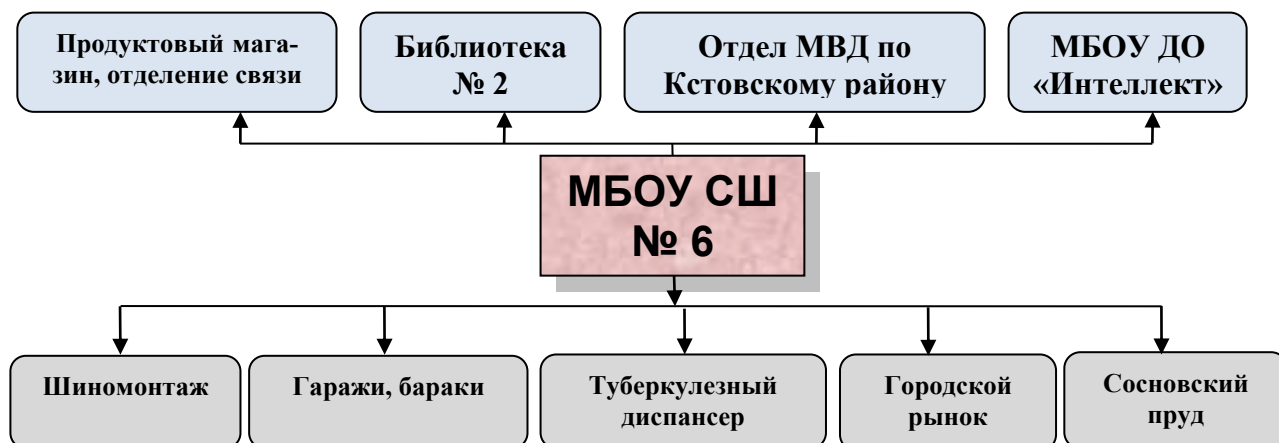 Продуктовый мага-
зин, отделение связи
Библиотека
№ 2
Отдел МВД по
Кстовскому району
МБОУ ДО
«Интеллект»
МБОУ СШ
№ 6
Шиномонтаж
Гаражи, бараки
Туберкулезный
диспансер
Городской
рынок
Сосновский
пруд